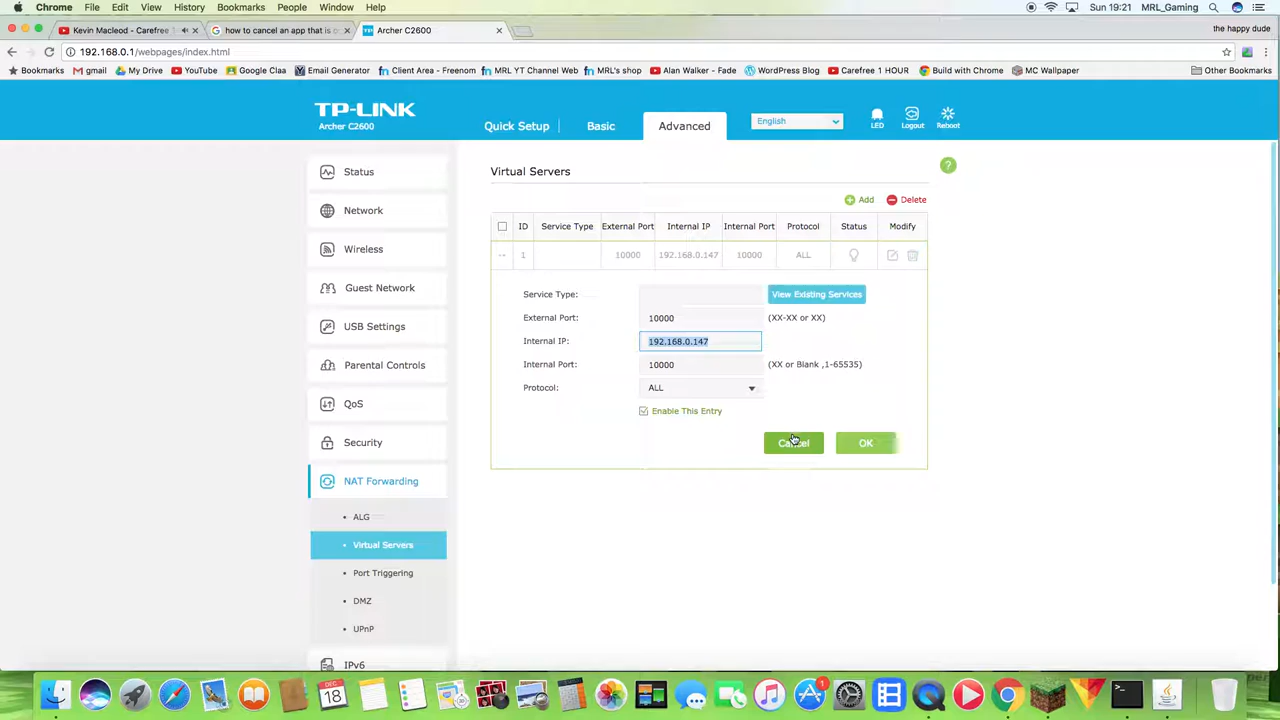 Chrome File Edit View History Bookmarks People Window Help Sun 19:21 MRL_Gaming
Kevin Macleod - Carefree how to cancel an app that is Archer C2600 the happy dude
192.168.0.1/webpages/index.html
Bookmarks gmail My Drive YouTube Google Claa Email Generator Client Area - Freenom MRL YT Channel Web MRL's shop Alan Walker - Fade WordPress Blog Carefree 1 HOUR Build with Chrome MC Wallpaper Other Bookmarks
TP-LINK
Archer C2600
Quick Setup Basic Advanced English LED Logout Reboot
Status
Network
Wireless
Guest Network
USB Settings
Parental Controls
QoS
Security
NAT Forwarding
ALG
Virtual Servers
Port Triggering
DMZ
UPnP
IPv6
Virtual Servers
?
Add Delete
ID Service Type External Port Internal IP Internal Port Protocol Status Modify
1 10000 192.168.0.147 10000 ALL
Service Type: View Existing Services
External Port: 10000 (XX-XX or XX)
Internal IP: 192.168.0.147
Internal Port: 10000 (XX or Blank ,1-65535)
Protocol: ALL
Enable This Entry
Cancel OK
DEC
18
1